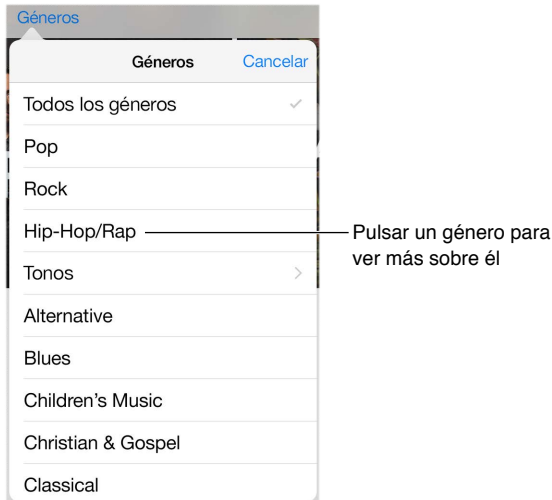 Géneros
Géneros Cancelar
Todos los géneros
Pop
Rock
Hip-Hop/Rap
Pulsar un género para
ver más sobre él
Tonos
Alternative
Blues
Children’s Music
Christian & Gospel
Classical